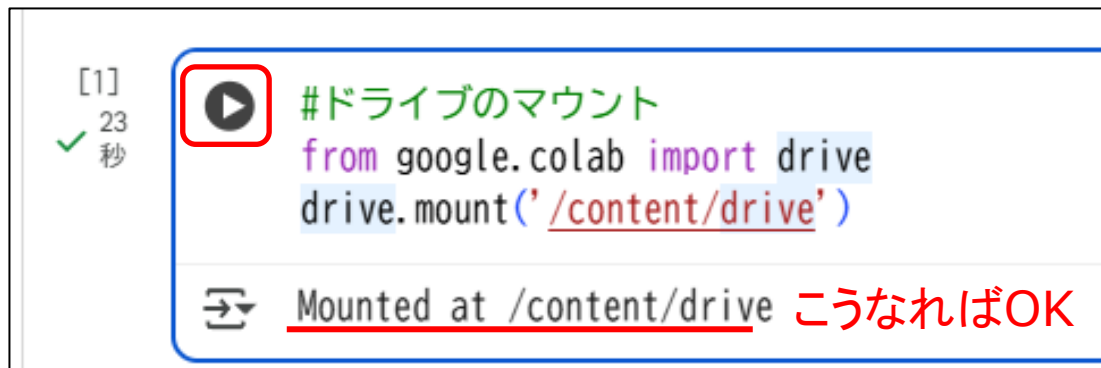 [1]
23
秒
#ドライブのマウント
from google.colab import drive
drive.mount('/content/drive')
Mounted at /content/drive こうなればOK